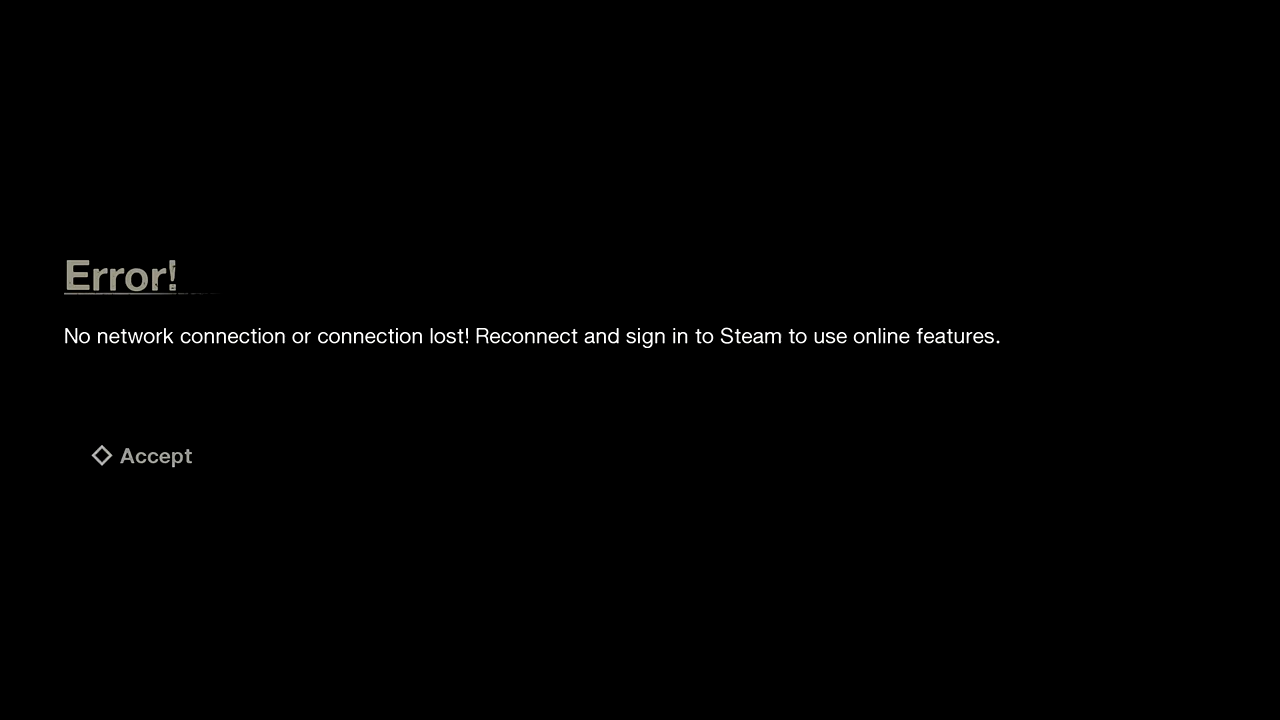 Error!
No network connection or connection lost! Reconnect and sign in to Steam to use online features.
Accept